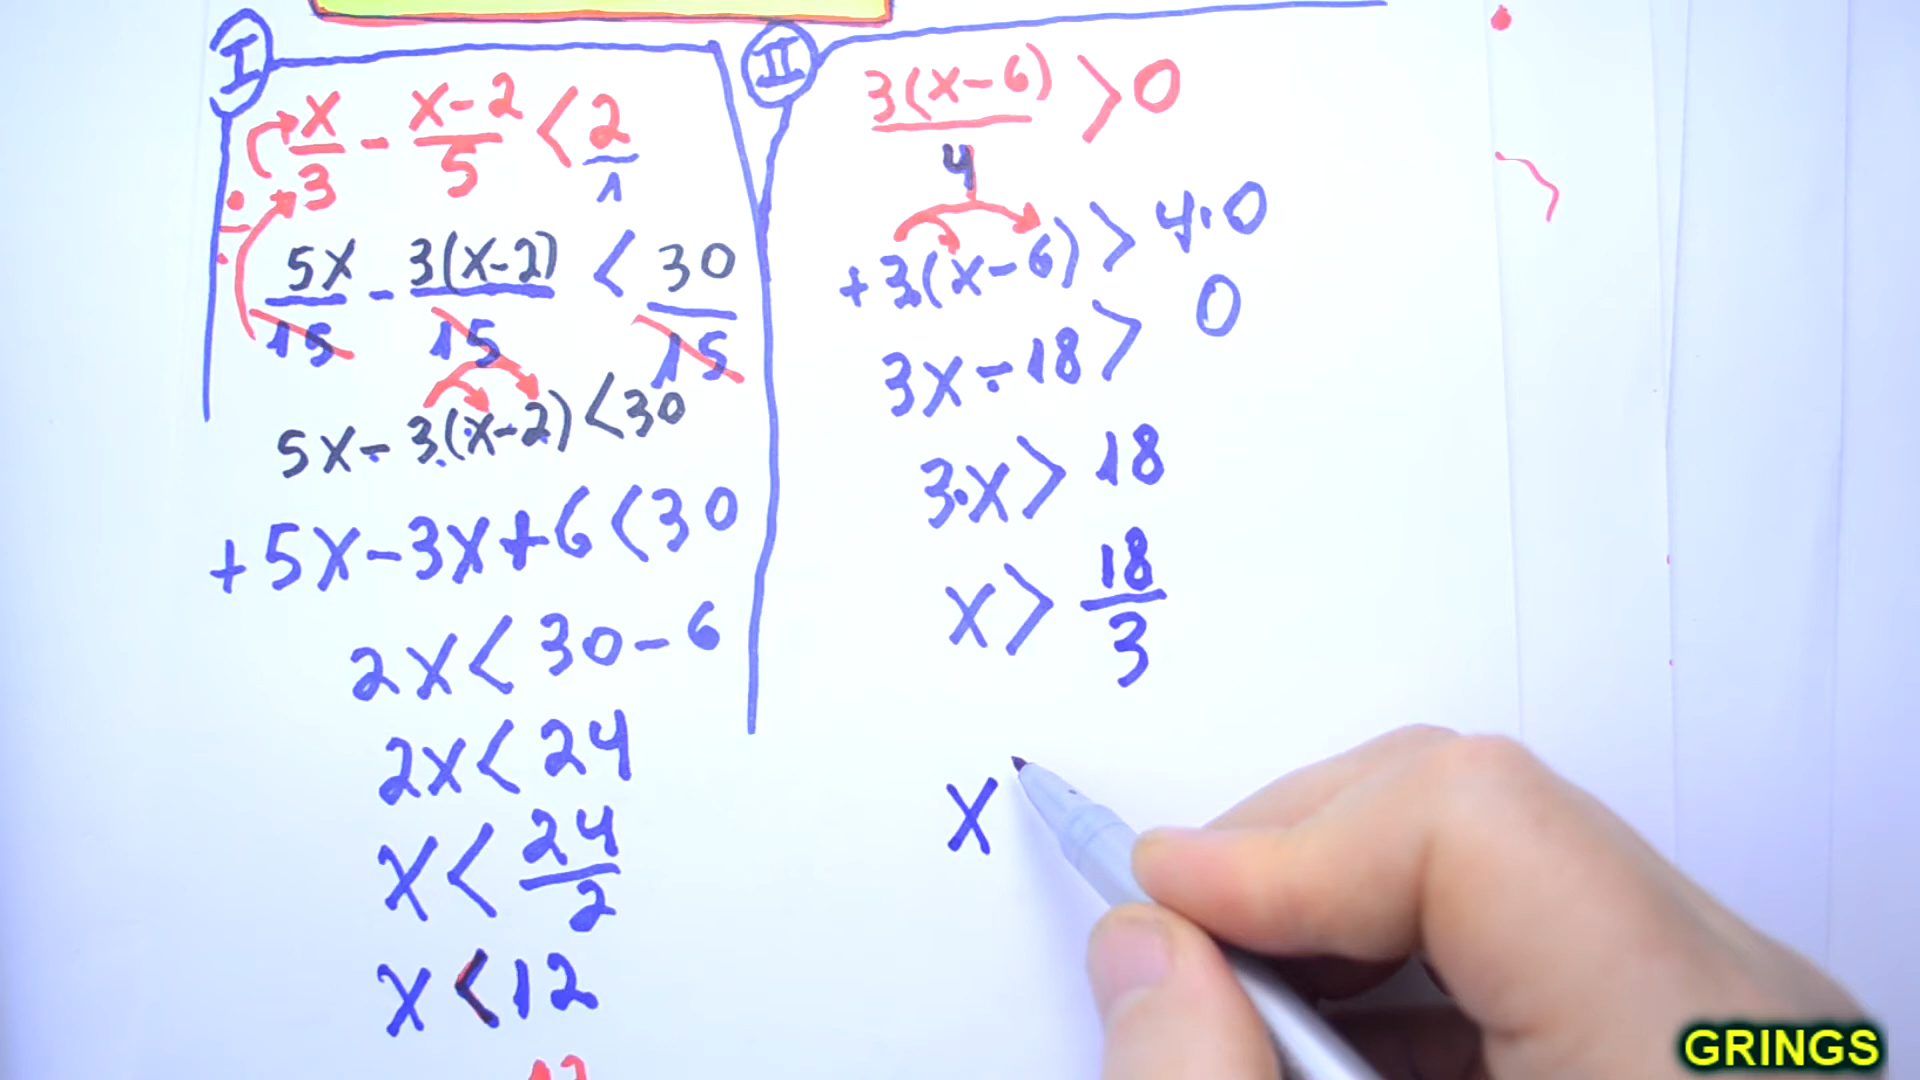 I
x/3 - x-2/5 < 2/1
5x/15 - 3(x-2)/15 < 30/15
5x - 3(x-2) < 30
+5x-3x+6<30
2x < 30-6
2x < 24
x < 24/2
x < 12
II
3(x-6)/4 > 0
+3(x-6) > 4·0
3x-18 > 0
3·x > 18
x > 18/3
x
GRINGS